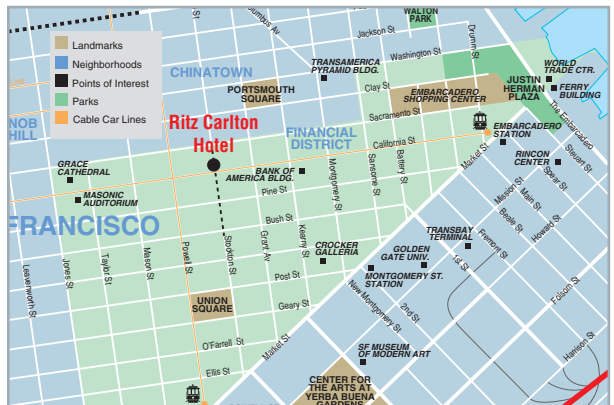 Landmarks
Neighborhoods
Points of Interest
Parks
Cable Car Lines
WALTON
PARK
Jackson St
Washington St
Drumm St
TRANSAMERICA
PYRAMID BLDG.
CHINATOWN
PORTSMOUTH
SQUARE
Clay St
EMBARCADERO
SHOPPING CENTER
Sacramento St
JUSTIN
HERMAN
PLAZA
WORLD
TRADE CTR.
FERRY
BUILDING
The Embarcadero
NOB
HILL
Ritz Carlton
Hotel
FINANCIAL
DISTRICT
California St
EMBARCADERO
STATION
Market St
RINCON
CENTER
Steuart St
Spear St
Main St
Mission St
Beale St
Howard St
Fremont St
1st St
GRACE
CATHEDRAL
MASONIC
AUDITORIUM
BANK OF
AMERICA BLDG.
Pine St
Bush St
Montgomery St
Sansome St
Battery St
FRANCISCO
Leavenworth St
Jones St
Taylor St
Mason St
Powell St
Stockton St
Grant Av
Kearny St
CROCKER
GALLERIA
Post St
Geary St
GOLDEN
GATE UNIV.
TRANSBAY
TERMINAL
MONTGOMERY ST.
STATION
New Montgomery St
2nd St
Folsom St
Harrison St
UNION
SQUARE
O'Farrell St
Ellis St
Market St
SF MUSEUM
OF MODERN ART
CENTER FOR
THE ARTS AT
YERBA BUENA
GARDENS